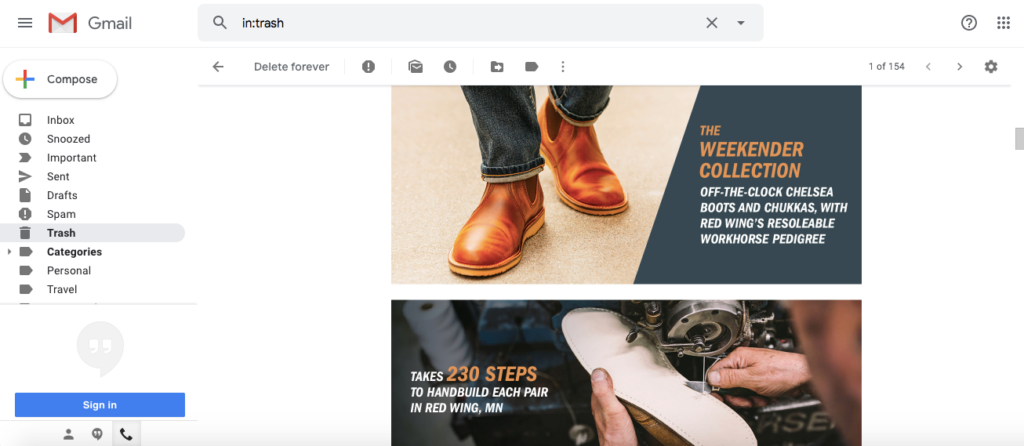 Gmail
in:trash
Compose
Delete forever
1 of 154
Inbox
Snoozed
Important
Sent
Drafts
Spam
Trash
Categories
Personal
Travel
Sign in
THE
WEEKENDER
COLLECTION
OFF-THE-CLOCK CHELSEA
BOOTS AND CHUKKAS, WITH
RED WING'S RESOLEABLE
WORKHORSE PEDIGREE
TAKES 230 STEPS
TO HANDBUILD EACH PAIR
IN RED WING, MN